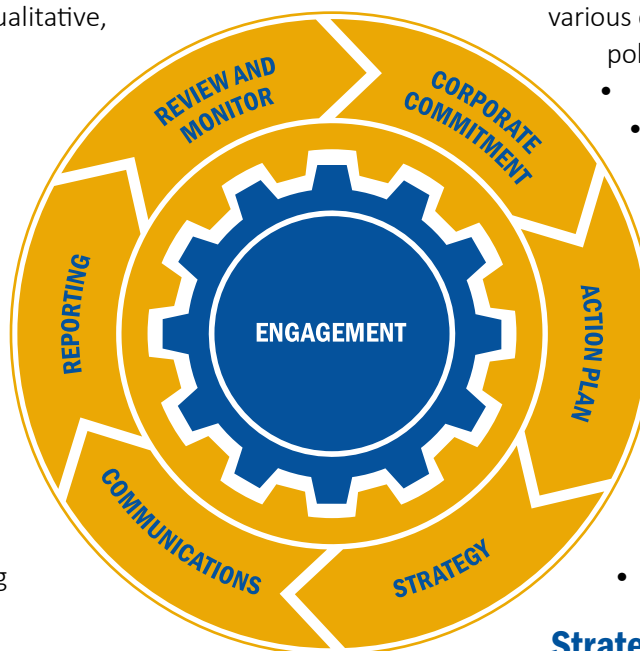 ualitative,
various
pol
•
•
REVIEW AND
MONITOR
CORPORATE
COMMITMENT
ACTION PLAN
REPORTING
ENGAGEMENT
COMMUNICATIONS
STRATEGY
g
•
Strate